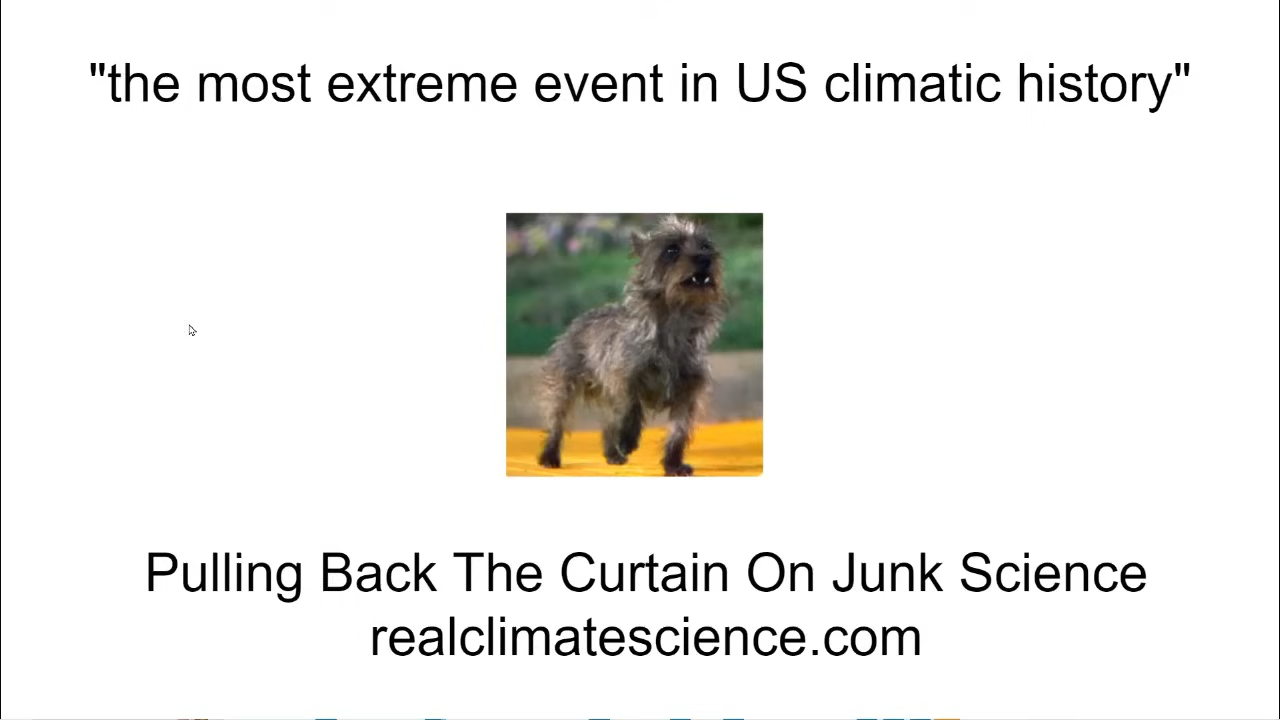 "the most extreme event in US climatic history"
Pulling Back The Curtain On Junk Science
realclimatescience.com